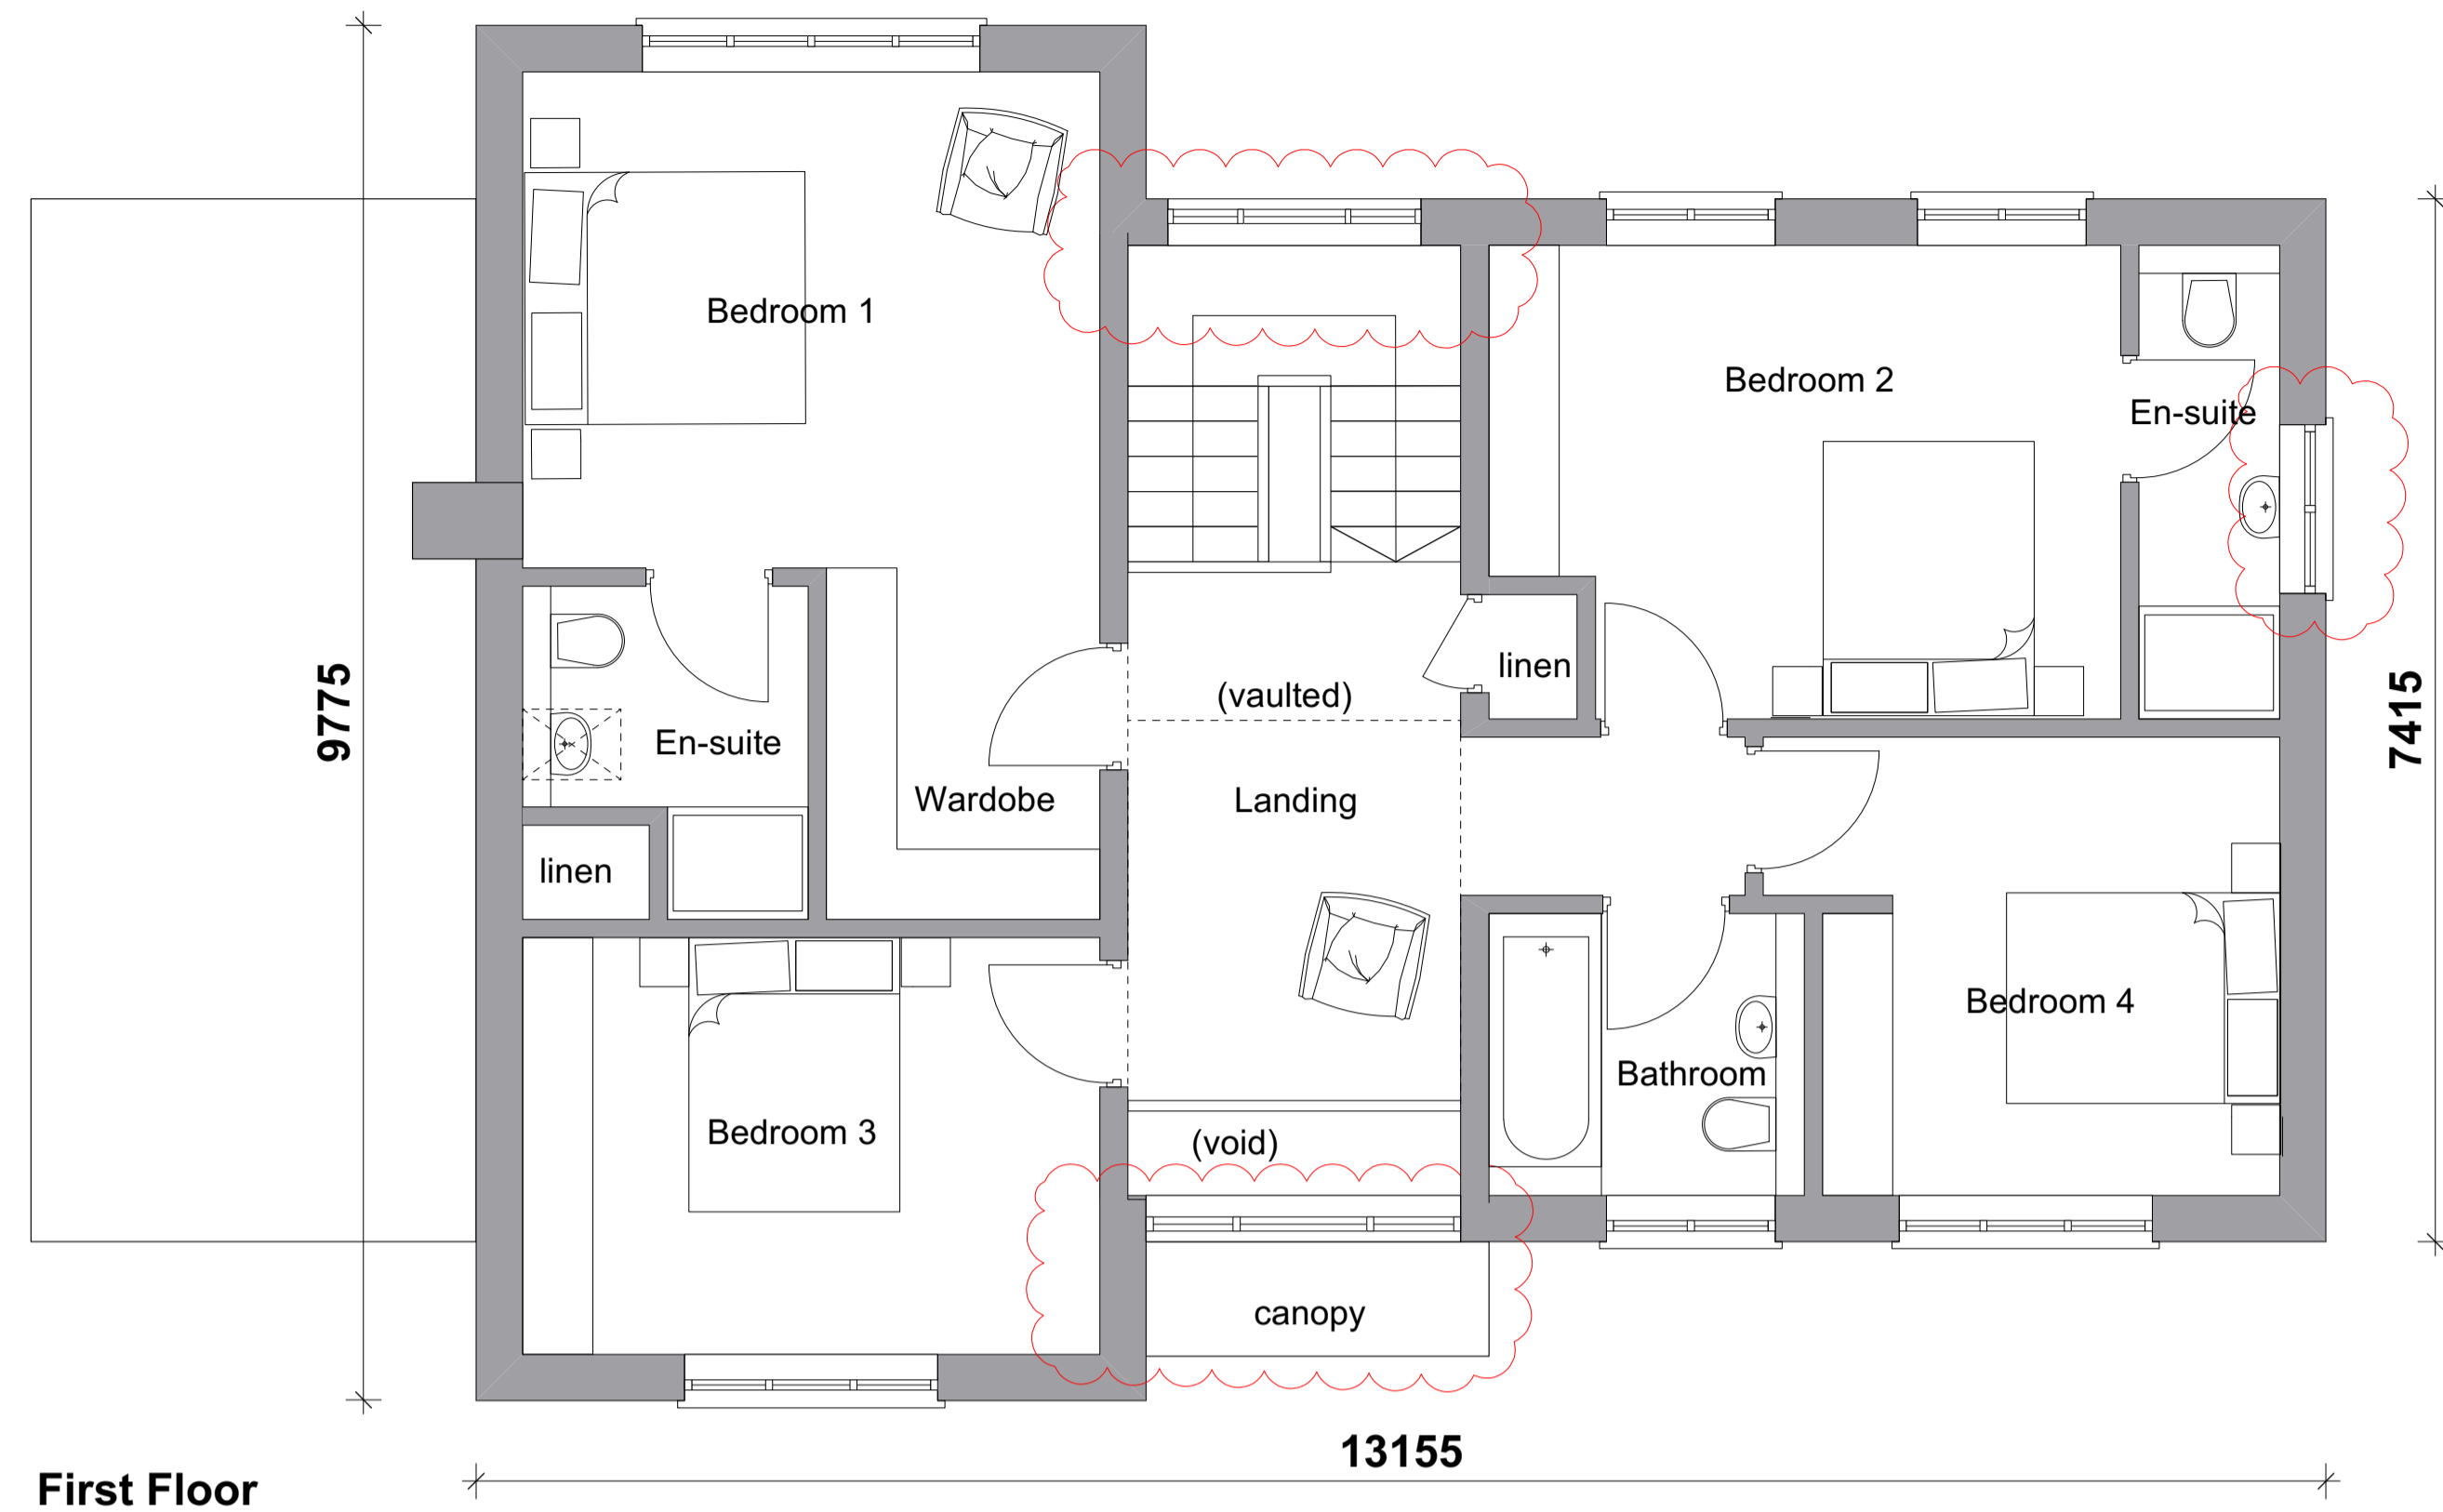 Bedroom 1
Bedroom 2
En-suite
linen
(vaulted)
9775
7415
En-suite
Wardobe
Landing
linen
Bedroom 4
Bathroom
Bedroom 3
(void)
canopy
13155
First Floor